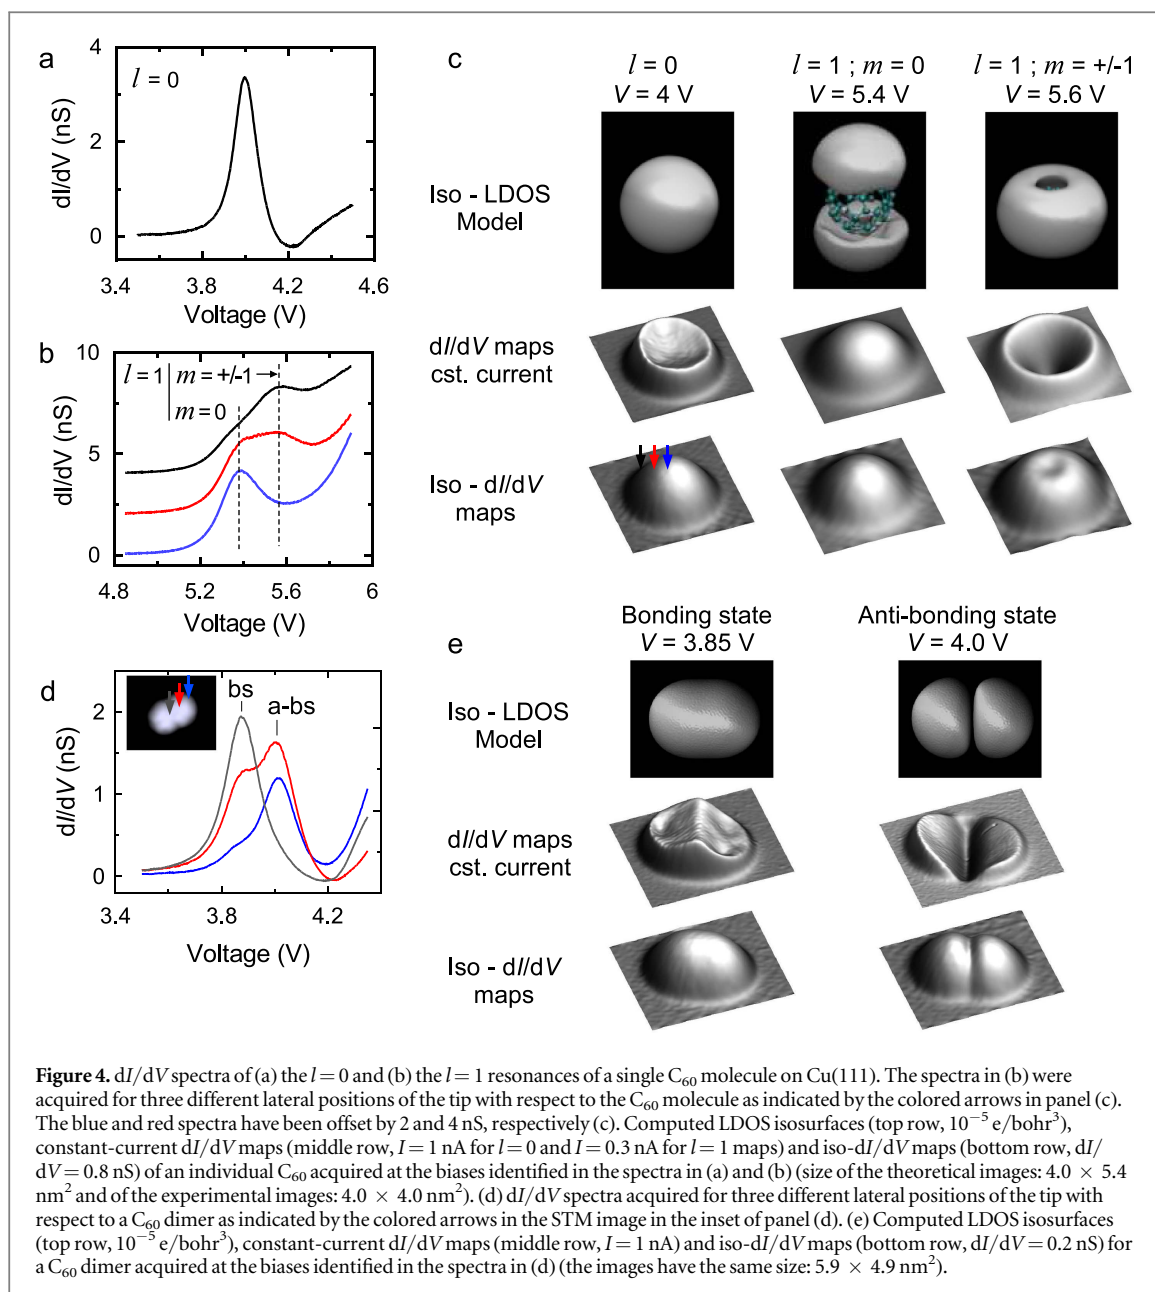 a
l = 0
dI/dV (nS)
4
2
0
3.4 3.8 4.2 4.6
Voltage (V)
b
l = 1 m = +/-1
m = 0
dI/dV (nS)
10
5
0
4.8 5.2 5.6 6
Voltage (V)
c
l = 0 l = 1 ; m = 0 l = 1 ; m = +/-1
V = 4 V V = 5.4 V V = 5.6 V
Iso - LDOS
Model
dI/dV maps
cst. current
Iso - dI/dV
maps
d
bs
a-bs
dI/dV (nS)
2
1
0
3.4 3.8 4.2
Voltage (V)
e
Bonding state Anti-bonding state
V = 3.85 V V = 4.0 V
Iso - LDOS
Model
dI/dV maps
cst. current
Iso - dI/dV
maps
Figure 4. dI/dV spectra of (a) the l = 0 and (b) the l = 1 resonances of a single C60 molecule on Cu(111). The spectra in (b) were
acquired for three different lateral positions of the tip with respect to the C60 molecule as indicated by the colored arrows in panel (c).
The blue and red spectra have been offset by 2 and 4 nS, respectively (c). Computed LDOS isosurfaces (top row, 10⁻⁵ e/bohr³),
constant-current dI/dV maps (middle row, I = 1 nA for l = 0 and I = 0.3 nA for l = 1 maps) and iso-dI/dV maps (bottom row, dI/
dV = 0.8 nS) of an individual C60 acquired at the biases identified in the spectra in (a) and (b) (size of the theoretical images: 4.0 × 5.4
nm² and of the experimental images: 4.0 × 4.0 nm²). (d) dI/dV spectra acquired for three different lateral positions of the tip with
respect to a C60 dimer as indicated by the colored arrows in the STM image in the inset of panel (d). (e) Computed LDOS isosurfaces
(top row, 10⁻⁵ e/bohr³), constant-current dI/dV maps (middle row, I = 1 nA) and iso-dI/dV maps (bottom row, dI/dV = 0.2 nS) for
a C60 dimer acquired at the biases identified in the spectra in (d) (the images have the same size: 5.9 × 4.9 nm²).